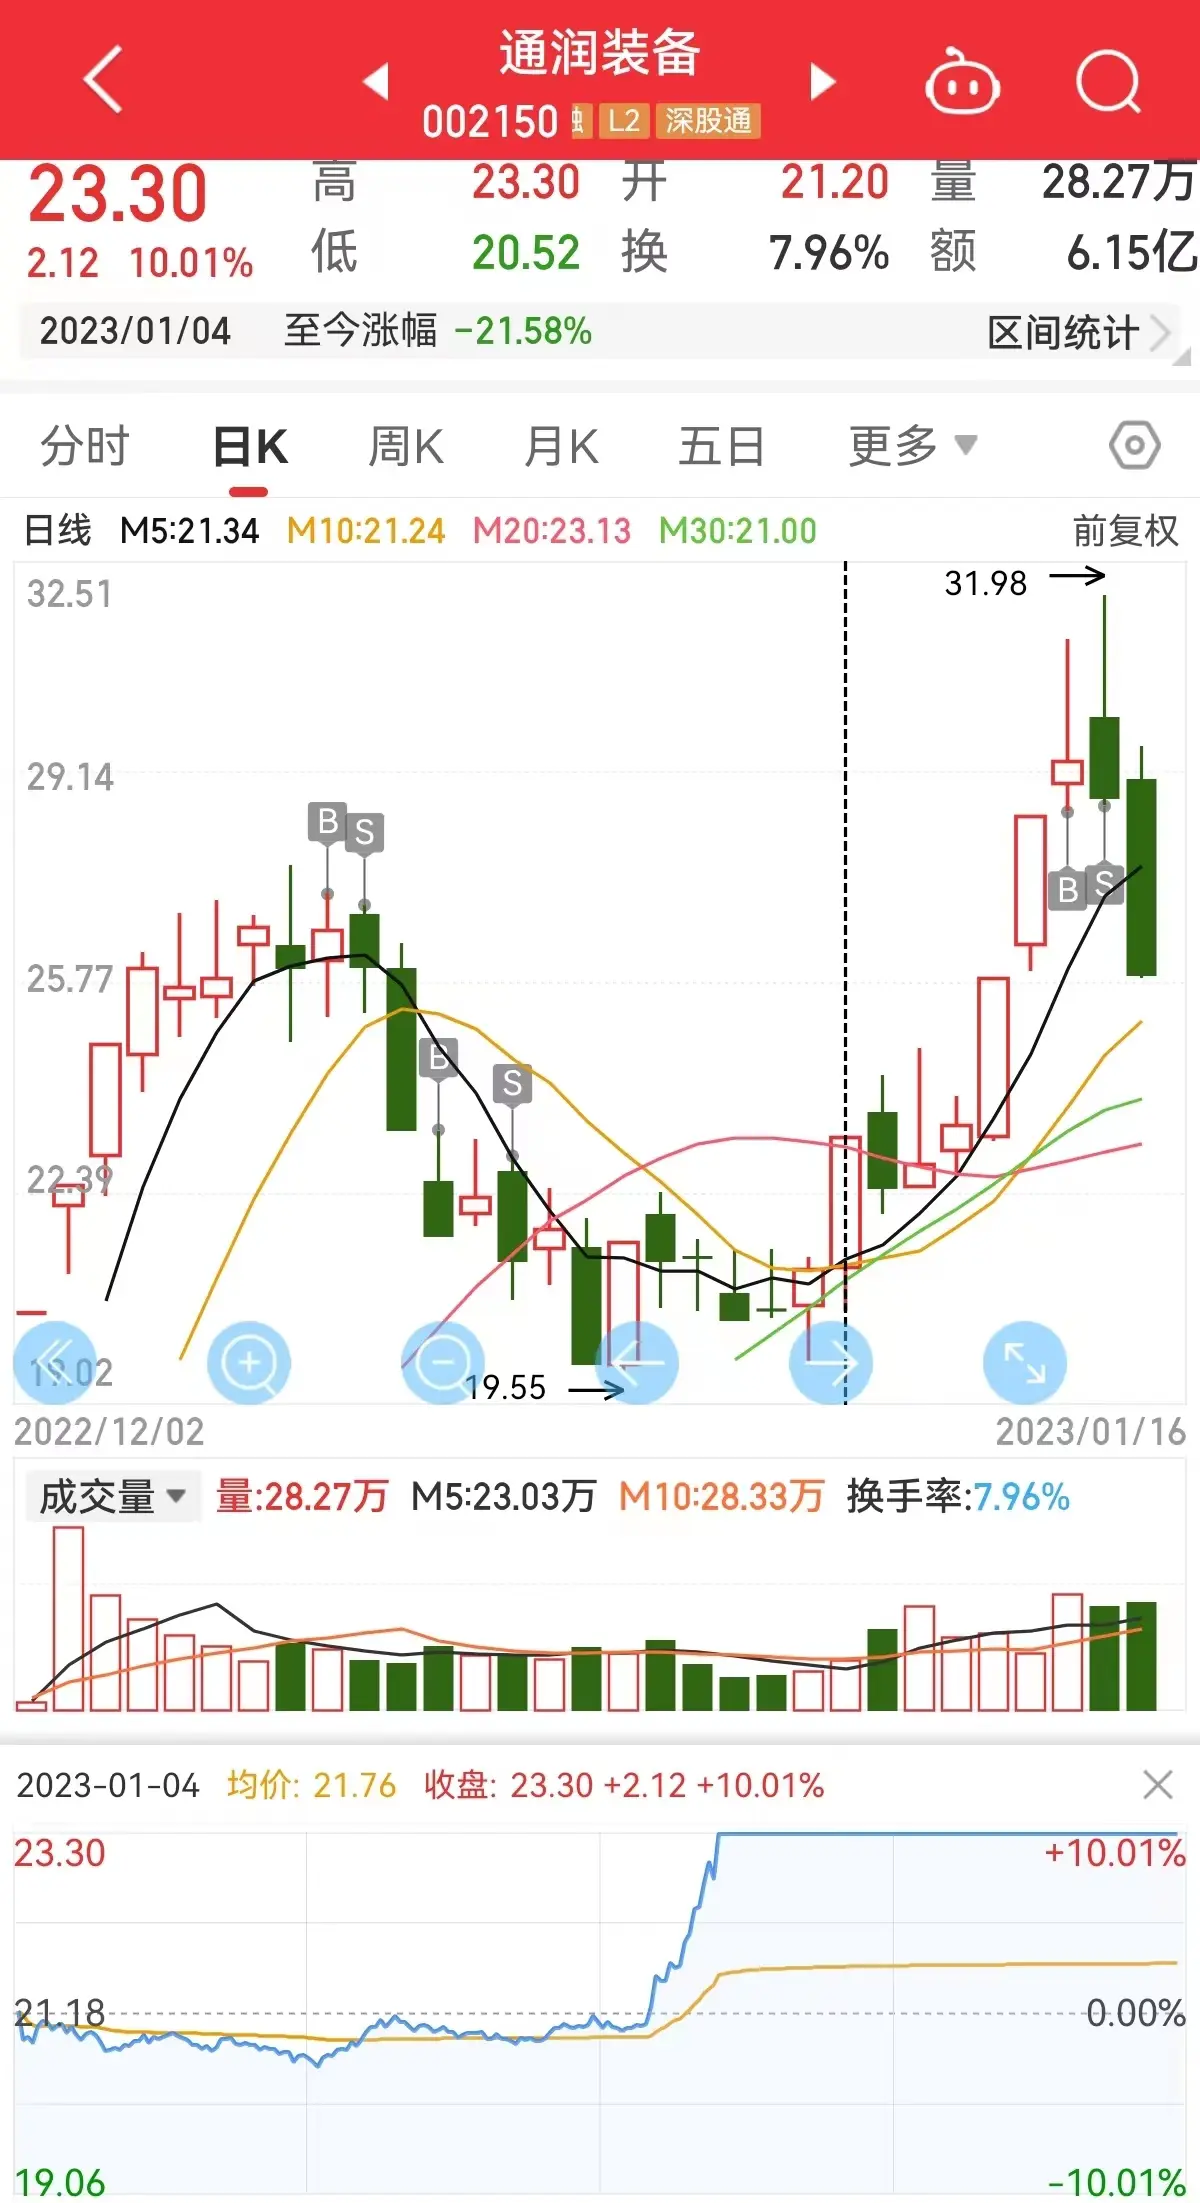 通润装备
002150 L2 深股通
23.30 高 23.30 开 21.20 量 28.27万
2.12 10.01% 低 20.52 换 7.96% 额 6.15亿
2023/01/04 至今涨幅 -21.58% 区间统计
分时 日K 周K 月K 五日 更多
日线 M5:21.34 M10:21.24 M20:23.13 M30:21.00 前复权
32.51
31.98
29.14
B S
B S
25.77
B S
22.39
19.02
19.55
2022/12/02 2023/01/16
成交量 量:28.27万 M5:23.03万 M10:28.33万 换手率:7.96%
2023-01-04 均价: 21.76 收盘: 23.30 +2.12 +10.01%
23.30 +10.01%
21.18 0.00%
19.06 -10.01%